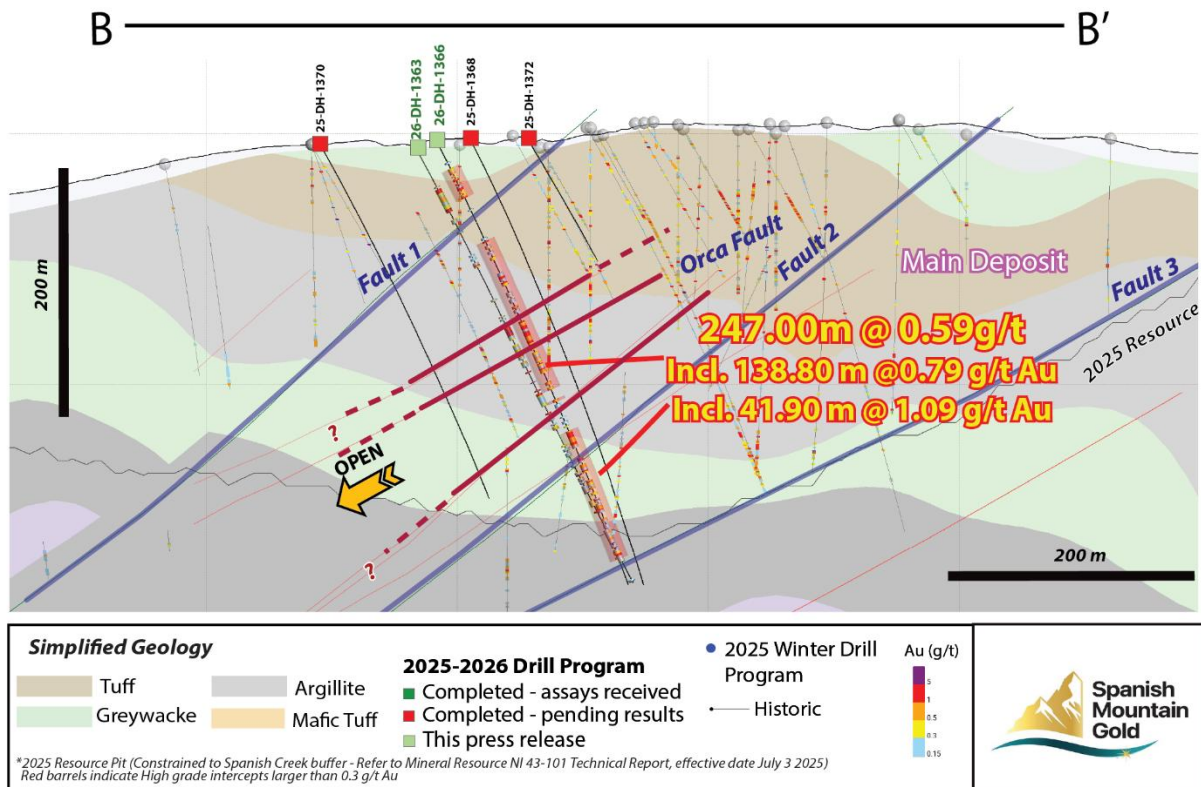 B
B'
25-DH-1370
26-DH-1363
26-DH-1366
25-DH-1368
25-DH-1372
200 m
Fault 1
Orca Fault
Fault 2
Main Deposit
Fault 3
2025 Resource
247.00m @ 0.59g/t
Incl. 138.80 m @0.79 g/t Au
Incl. 41.90 m @ 1.09 g/t Au
?
OPEN
?
200 m
Simplified Geology
Tuff
Argillite
Greywacke
Mafic Tuff
2025-2026 Drill Program
Completed - assays received
Completed - pending results
This press release
2025 Winter Drill
Program
Historic
Au (g/t)
5
1
0.5
0.3
0.15
Spanish
Mountain
Gold
*2025 Resource Pit (Constrained to Spanish Creek buffer - Refer to Mineral Resource NI 43-101 Technical Report, effective date July 3 2025)
Red barrels indicate High grade intercepts larger than 0.3 g/t Au